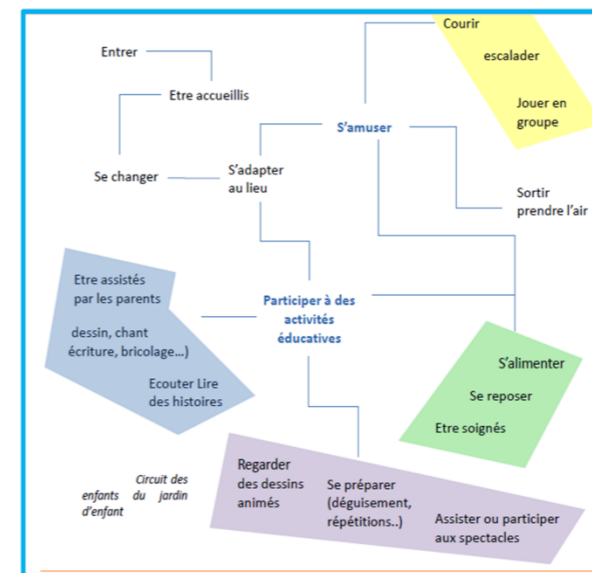 Entrer
Etre accueillis
Se changer
S'adapter
au lieu
S'amuser
Courir
escalader
Jouer en
groupe
Sortir
prendre l'air
Etre assistés
par les parents
dessin, chant
écriture, bricolage...)
Ecouter Lire
des histoires
Participer à des
activités
éducatives
S'alimenter
Se reposer
Etre soignés
Regarder
des dessins
animés
Se préparer
(déguisement,
répétitions..)
Assister ou participer
aux spectacles
Circuit des
enfants du jardin
d'enfant